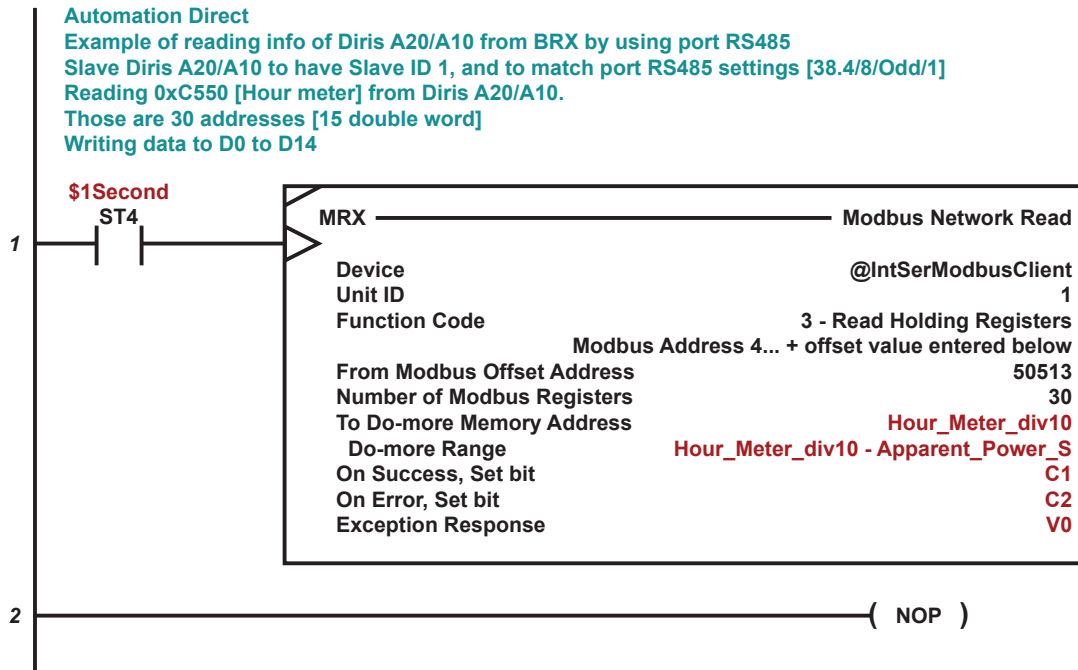 Automation Direct
Example of reading info of Diris A20/A10 from BRX by using port RS485
Slave Diris A20/A10 to have Slave ID 1, and to match port RS485 settings [38.4/8/Odd/1]
Reading 0xC550 [Hour meter] from Diris A20/A10.
Those are 30 addresses [15 double word]
Writing data to D0 to D14
$1Second
ST4
1
MRX Modbus Network Read
Device @IntSerModbusClient
Unit ID 1
Function Code 3 - Read Holding Registers
Modbus Address 4... + offset value entered below
From Modbus Offset Address 50513
Number of Modbus Registers 30
To Do-more Memory Address Hour_Meter_div10
Do-more Range Hour_Meter_div10 - Apparent_Power_S
On Success, Set bit C1
On Error, Set bit C2
Exception Response V0
2
( NOP )